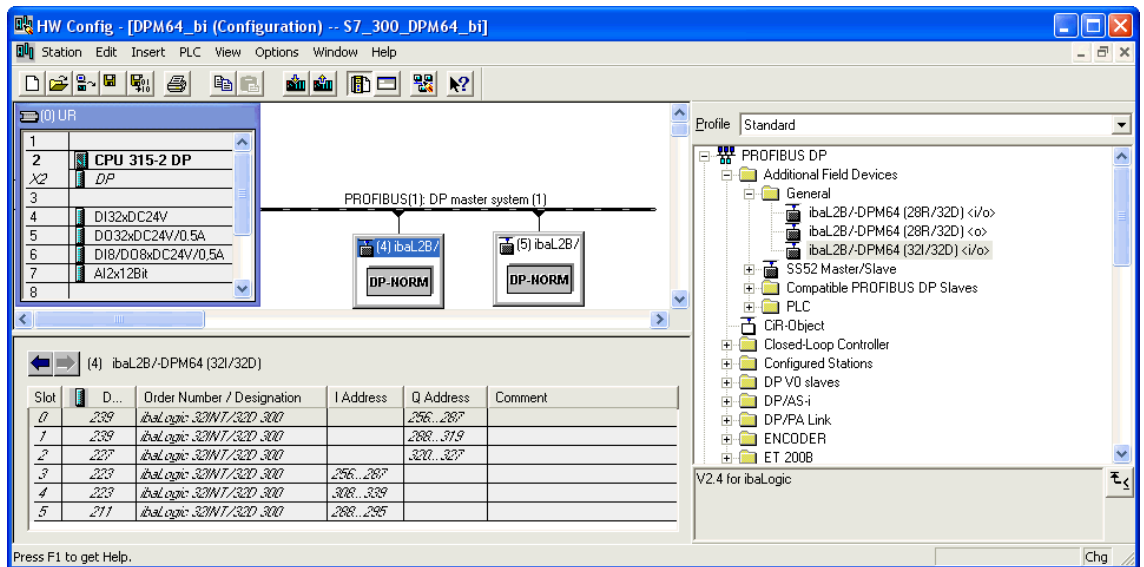 HW Config - [DPM64_bi (Configuration) -- S7_300_DPM64_bi]
Station Edit Insert PLC View Options Window Help
(0) UR
1
2 CPU 315-2 DP
X2 DP
3
4 DI32xDC24V
5 DO32xDC24V/0.5A
6 DI8/DO8xDC24V/0,5A
7 AI2x12Bit
8
PROFIBUS(1): DP master system (1)
(4) ibaL2B/
DP-NORM
(5) ibaL2B/
DP-NORM
Profile Standard
PROFIBUS DP
Additional Field Devices
General
ibaL2B/-DPM64 (28R/32D) <i/o>
ibaL2B/-DPM64 (28R/32D) <o>
ibaL2B/-DPM64 (32I/32D) <i/o>
SS52 Master/Slave
Compatible PROFIBUS DP Slaves
PLC
CiR-Object
Closed-Loop Controller
Configured Stations
DP V0 slaves
DP/AS-i
DP/PA Link
ENCODER
ET 200B
V2.4 for ibaLogic
(4) ibaL2B/-DPM64 (32I/32D)
Slot D... Order Number / Designation I Address Q Address Comment
0 239 ibaLogic 32INT/32D 300 256...287
1 239 ibaLogic 32INT/32D 300 288...319
2 227 ibaLogic 32INT/32D 300 320...327
3 223 ibaLogic 32INT/32D 300 256...287
4 223 ibaLogic 32INT/32D 300 308...339
5 211 ibaLogic 32INT/32D 300 288...295
Press F1 to get Help.
Chg